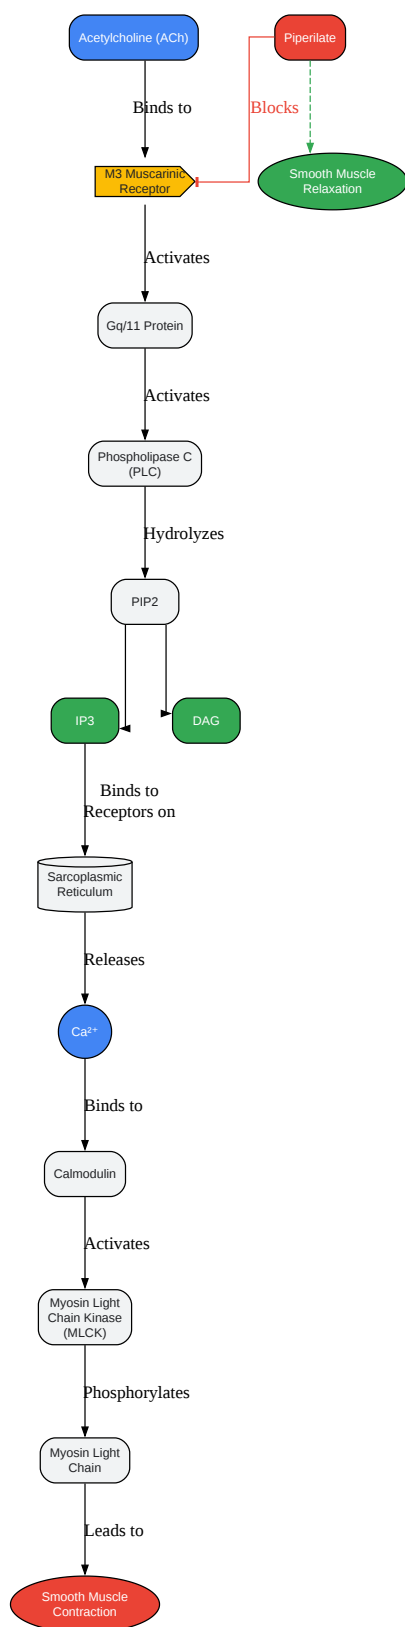 Acetylcholine (ACh)
Piperilate
Binds to
Blocks
M3 Muscarinic
Receptor
Smooth Muscle
Relaxation
Activates
Gq/11 Protein
Activates
Phospholipase C
(PLC)
Hydrolyzes
PIP2
IP3
DAG
Binds to
Receptors on
Sarcoplasmic
Reticulum
Releases
Ca²⁺
Binds to
Calmodulin
Activates
Myosin Light
Chain Kinase
(MLCK)
Phosphorylates
Myosin Light
Chain
Leads to
Smooth Muscle
Contraction